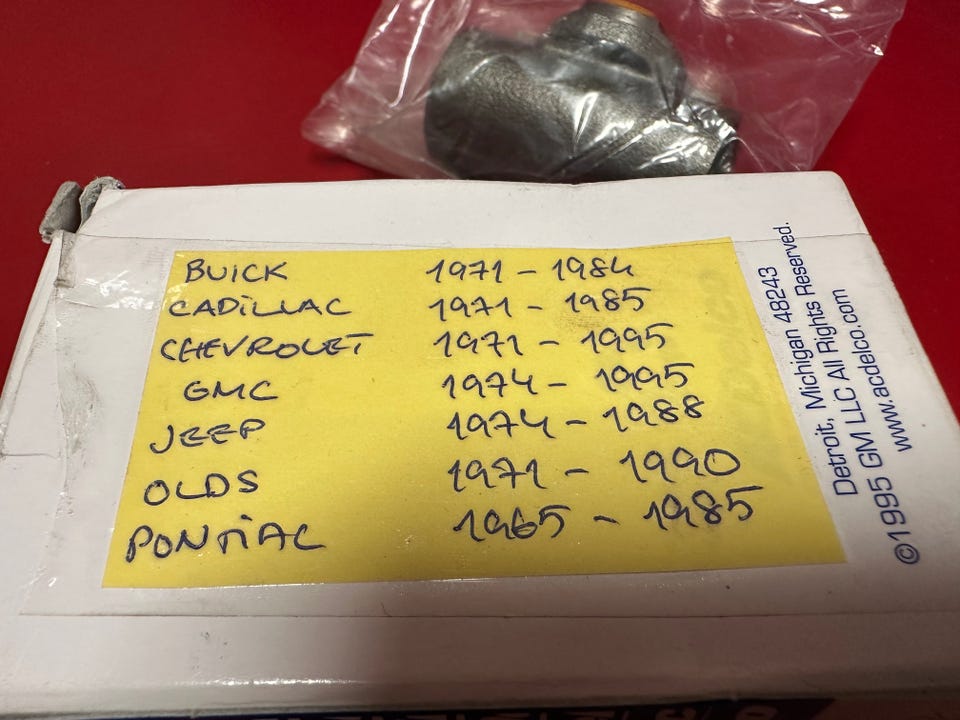 BUICK 1971 - 1984
CADILLAC 1971 - 1985
CHEVROLET 1971 - 1995
GMC 1974 - 1995
JEEP 1974 - 1988
OLDS 1971 - 1990
PONTIAC 1965 - 1985
Detroit, Michigan 48243
©1995 GM LLC All Rights Reserved.
www.acdelco.com